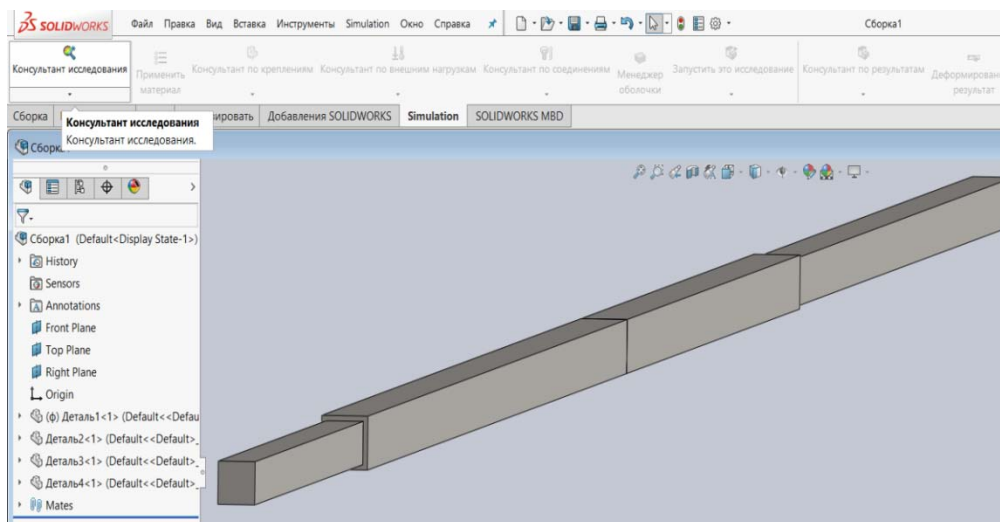 SOLIDWORKS Файл Правка Вид Вставка Инструменты Simulation Окно Справка Сборка1
Консультант исследования
Применить материал
Консультант по креплениям
Консультант по внешним нагрузкам
Консультант по соединениям
Менеджер оболочки
Запустить это исследование
Консультант по результатам
Деформирован
результат
Сборка
ировать
Добавления SOLIDWORKS
Simulation
SOLIDWORKS MBD
Консультант исследования
Консультант исследования.
Сборка1 (Default<Display State-1>)
History
Sensors
Annotations
Front Plane
Top Plane
Right Plane
Origin
(ф) Деталь1<1> (Default<<Defau
Деталь2<1> (Default<<Default>_
Деталь3<1> (Default<<Default>_
Деталь4<1> (Default<<Default>_
Mates